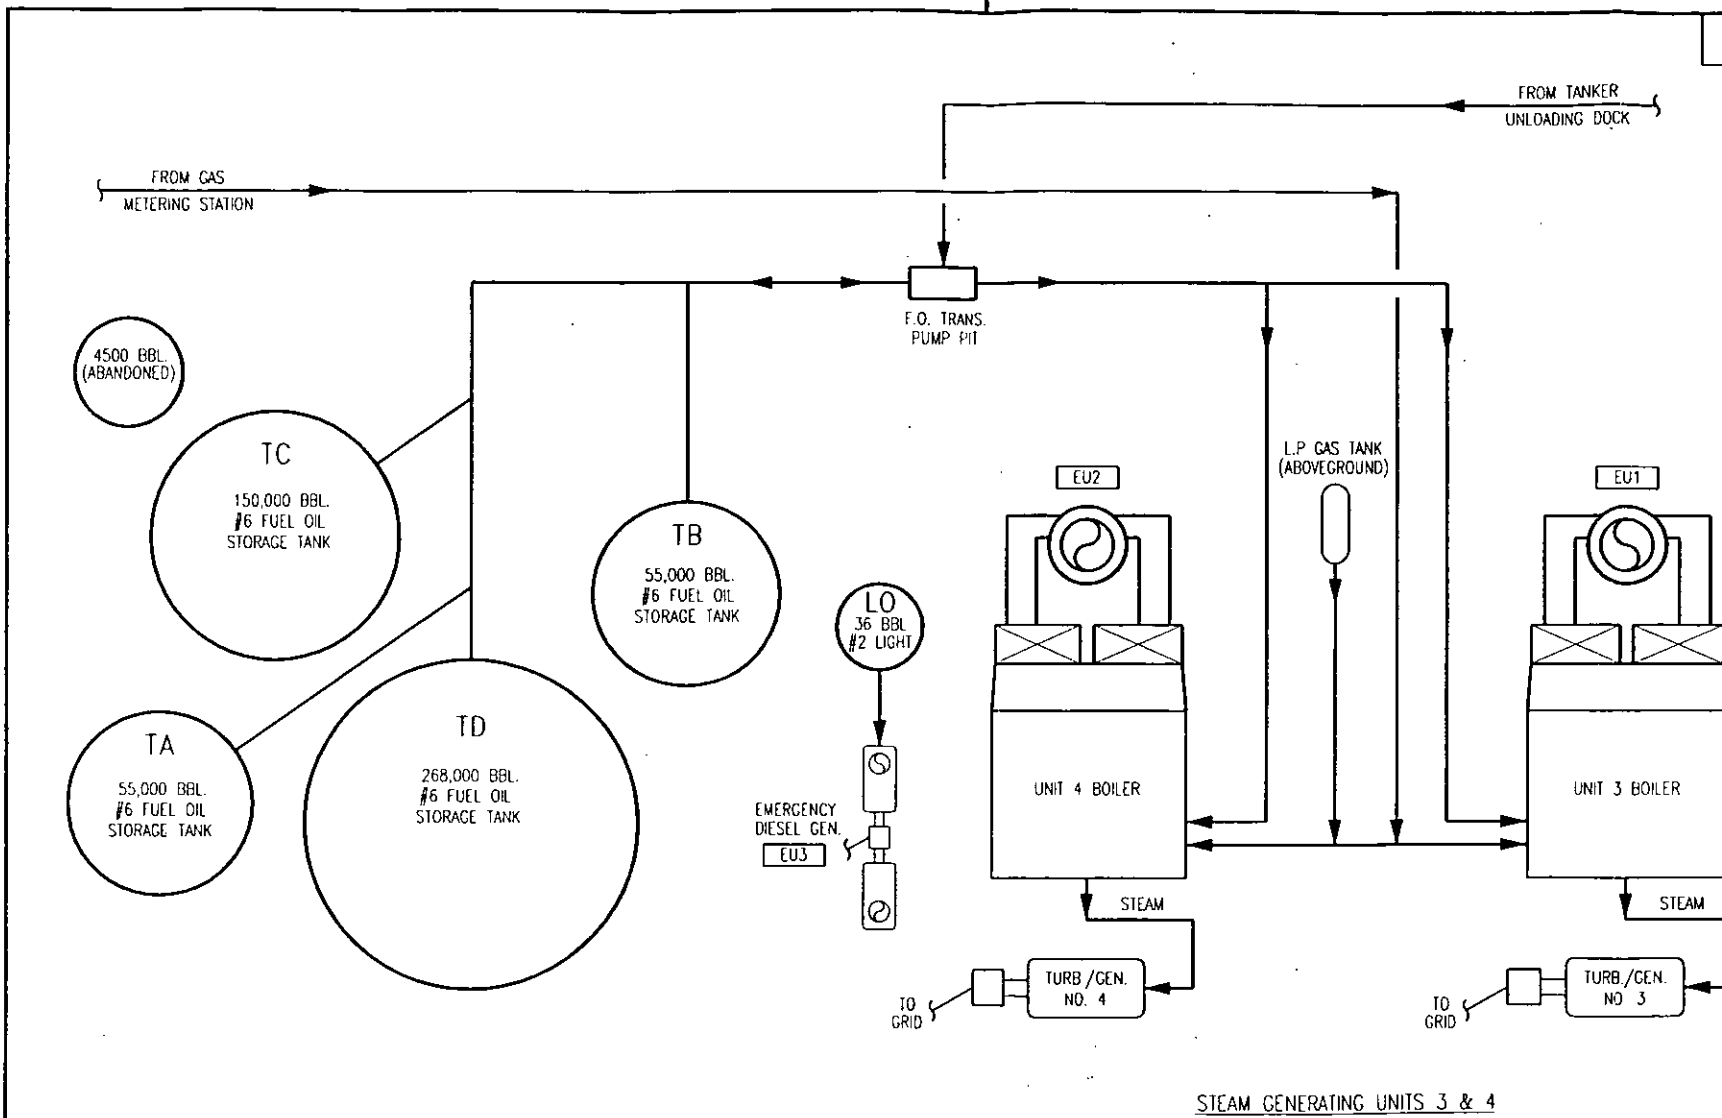 FROM TANKER
UNLOADING DOCK
FROM GAS
METERING STATION
F.O. TRANS.
PUMP PIT
4500 BBL.
(ABANDONED)
TC
150,000 BBL.
#6 FUEL OIL
STORAGE TANK
TB
55,000 BBL.
#6 FUEL OIL
STORAGE TANK
L.P GAS TANK
(ABOVEGROUND)
EU2
EU1
LO
36 BBL
#2 LIGHT
TA
55,000 BBL.
#6 FUEL OIL
STORAGE TANK
TD
268,000 BBL.
#6 FUEL OIL
STORAGE TANK
EMERGENCY
DIESEL GEN.
EU3
UNIT 4 BOILER
UNIT 3 BOILER
STEAM
STEAM
TURB/GEN.
NO. 4
TO
GRID
TURB./GEN.
NO 3
TO
GRID
STEAM GENERATING UNITS 3 & 4